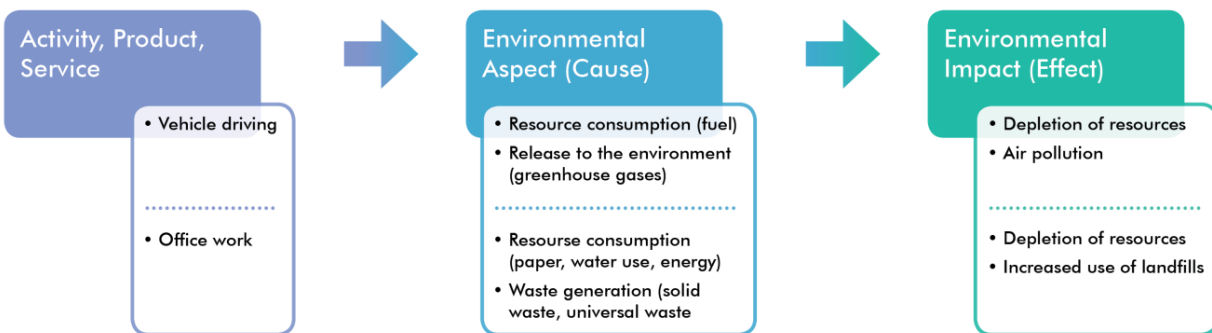 Activity, Product,
Service
• Vehicle driving
• Office work
Environmental
Aspect (Cause)
• Resource consumption (fuel)
• Release to the environment
(greenhouse gases)
• Resourse consumption
(paper, water use, energy)
• Waste generation (solid
waste, universal waste
Environmental
Impact (Effect)
• Depletion of resources
• Air pollution
• Depletion of resources
• Increased use of landfills